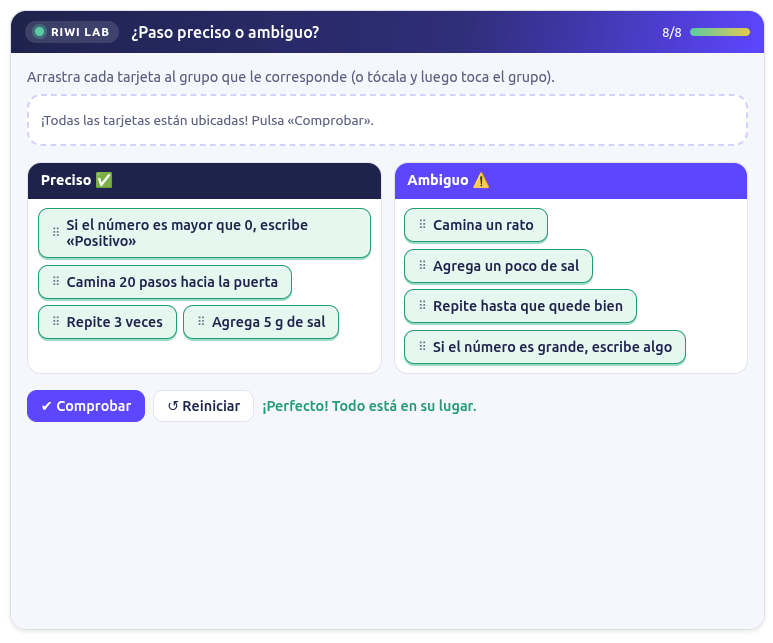 RIWI LAB
¿Paso preciso o ambiguo?
8/8
Arrastra cada tarjeta al grupo que le corresponde (o tócala y luego toca el grupo).
¡Todas las tarjetas están ubicadas! Pulsa «Comprobar».
Preciso ✅
Si el número es mayor que 0, escribe
«Positivo»
Camina 20 pasos hacia la puerta
Repite 3 veces
Agrega 5 g de sal
Ambiguo ⚠️
Camina un rato
Agrega un poco de sal
Repite hasta que quede bien
Si el número es grande, escribe algo
✔ Comprobar
↺ Reiniciar
¡Perfecto! Todo está en su lugar.